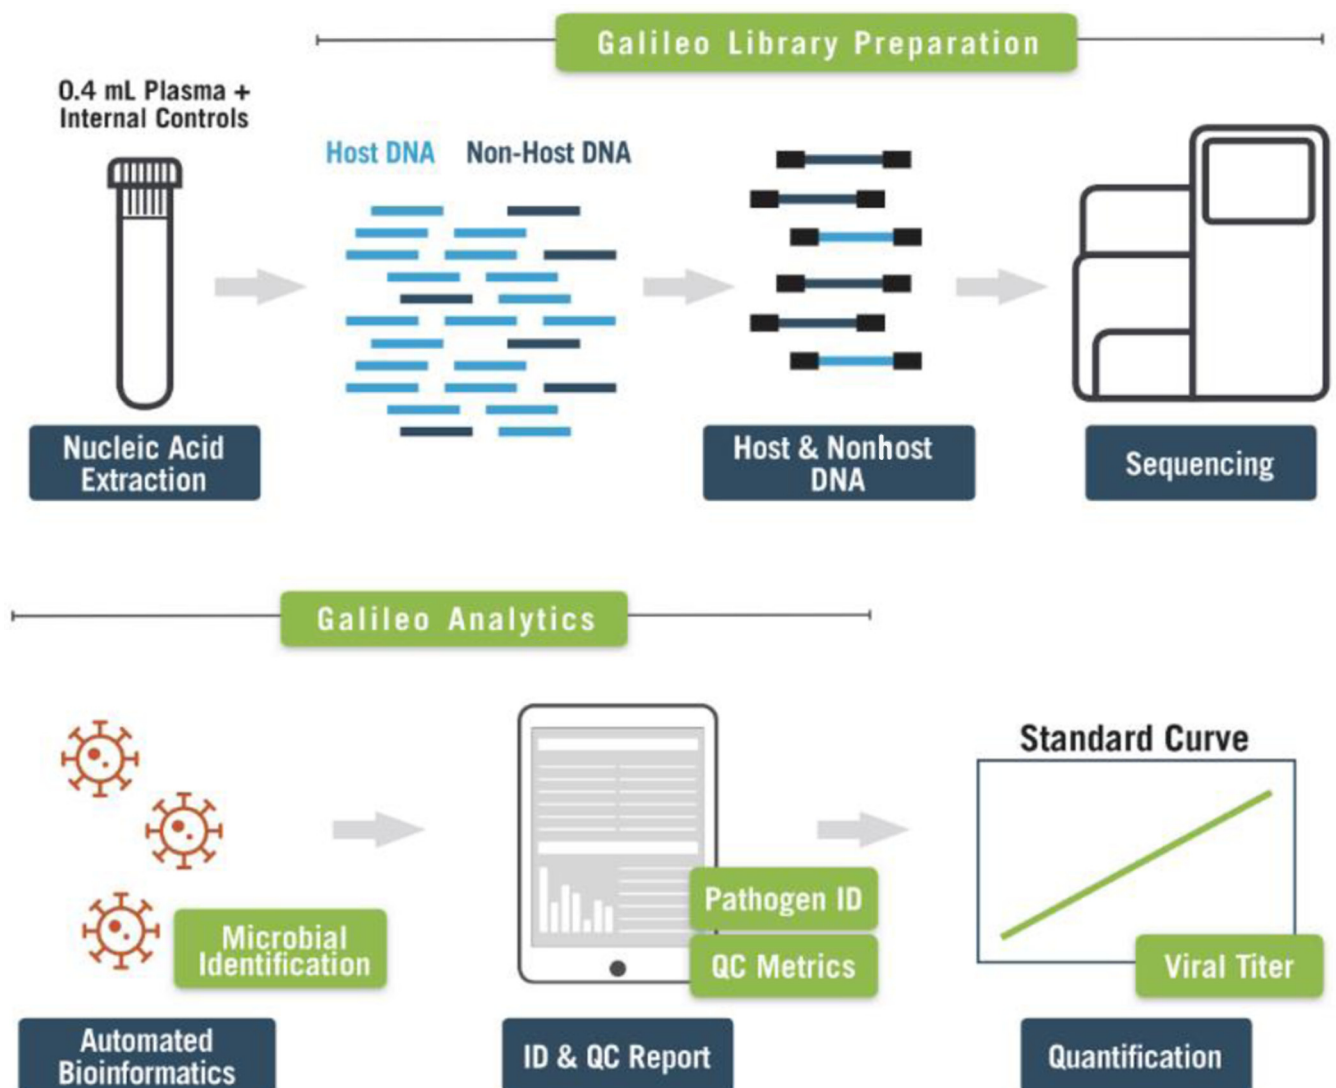 Galileo Library Preparation
0.4 mL Plasma +
Internal Controls
Host DNA
Non-Host DNA
Nucleic Acid
Extraction
Host & Nonhost
DNA
Sequencing
Galileo Analytics
Microbial
Identification
Automated
Bioinformatics
Pathogen ID
QC Metrics
ID & QC Report
Standard Curve
Viral Titer
Quantification